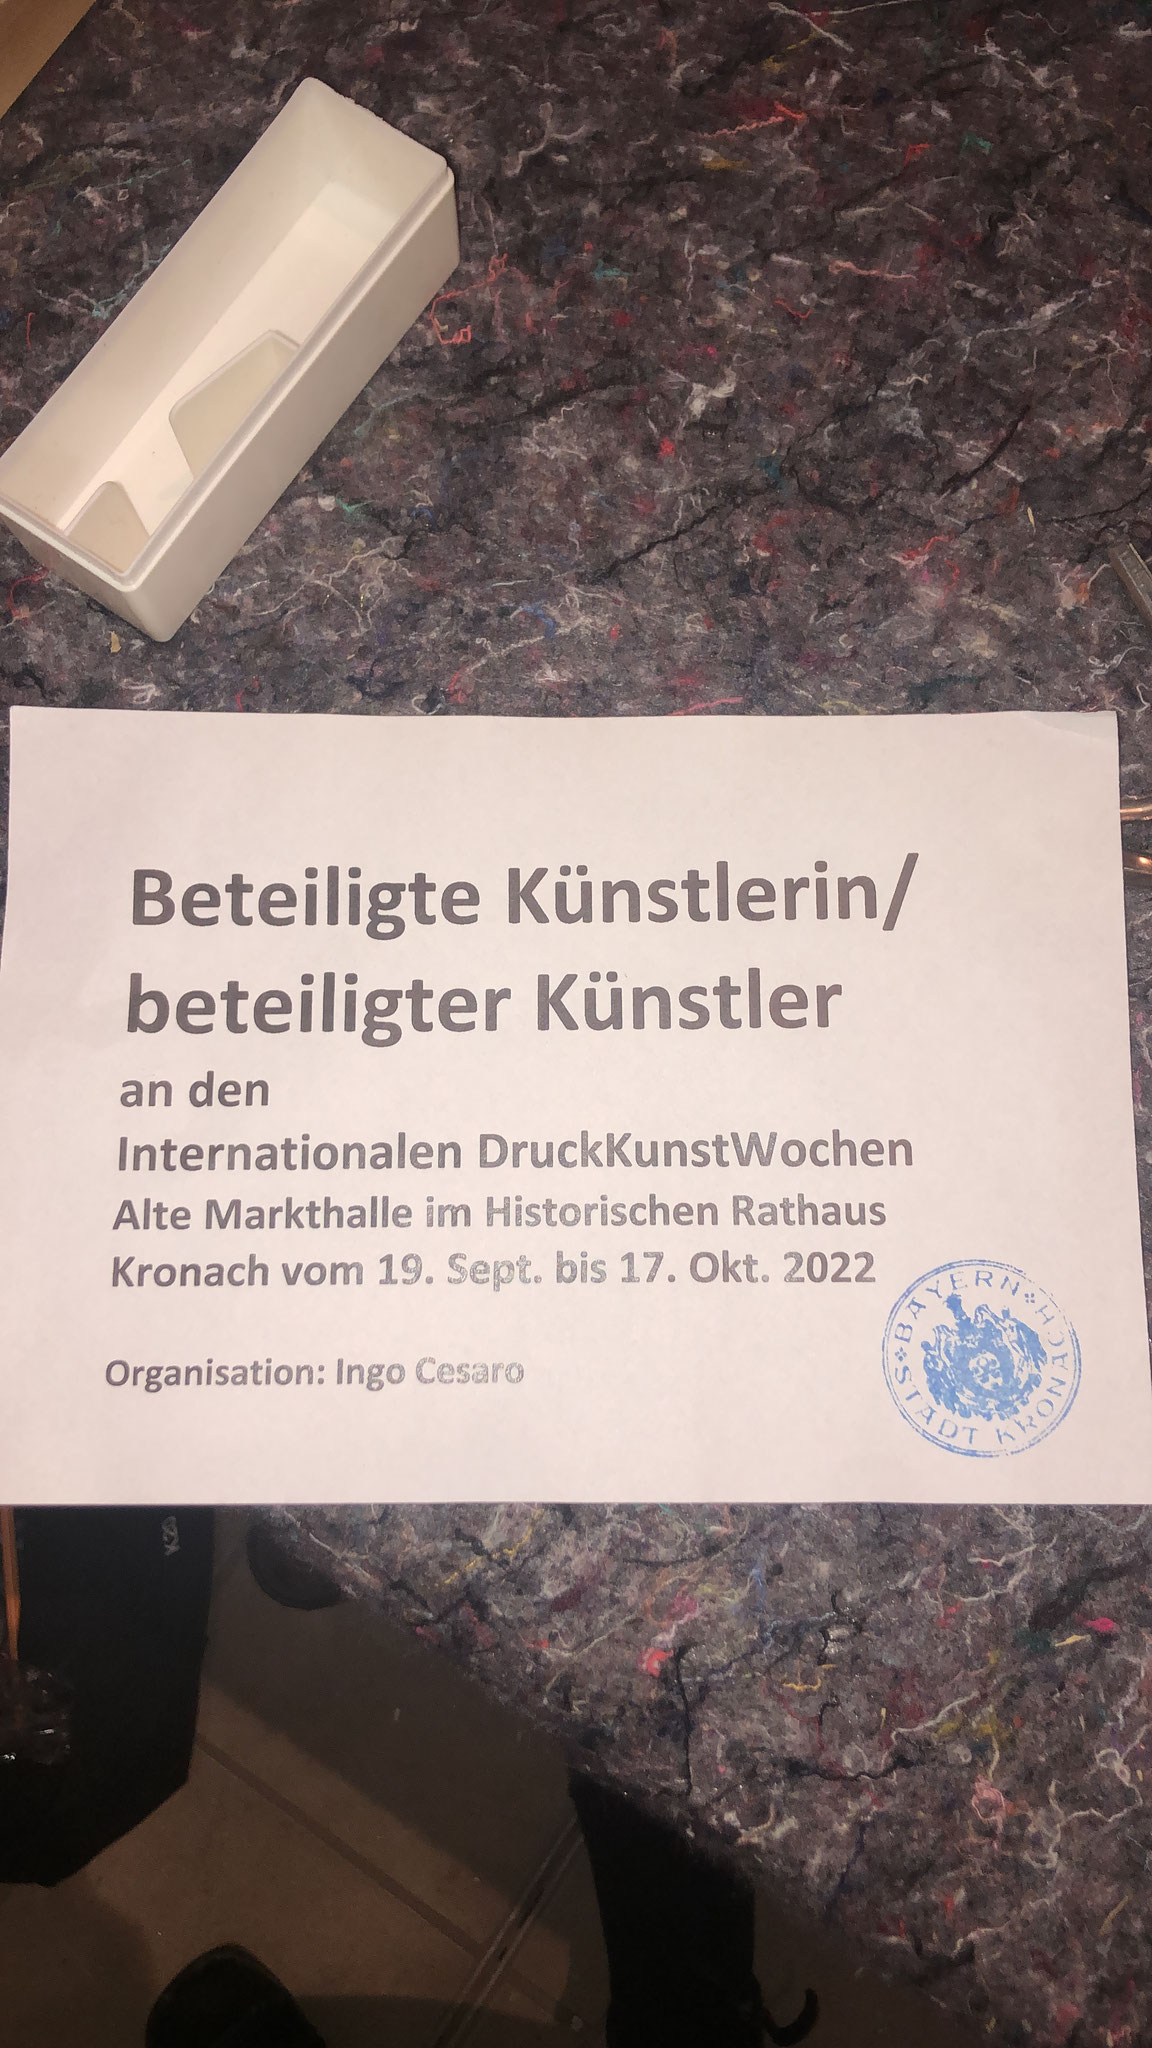 Beteiligte Künstlerin/
beteiligter Künstler
an den
Internationalen DruckKunstWochen
Alte Markthalle im Historischen Rathaus
Kronach vom 19. Sept. bis 17. Okt. 2022
Organisation: Ingo Cesaro
BAYERN
STADT KRONACH